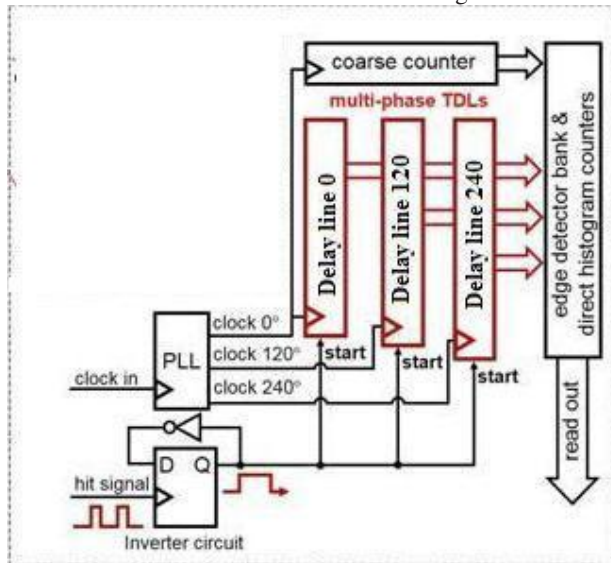 coarse counter
multi-phase TDLs
Delay line 0
Delay line 120
Delay line 240
edge detector bank &
direct histogram counters
clock 0°
PLL
clock 120°
start
start
start
clock in
clock 240°
read out
D Q
hit signal
Inverter circuit